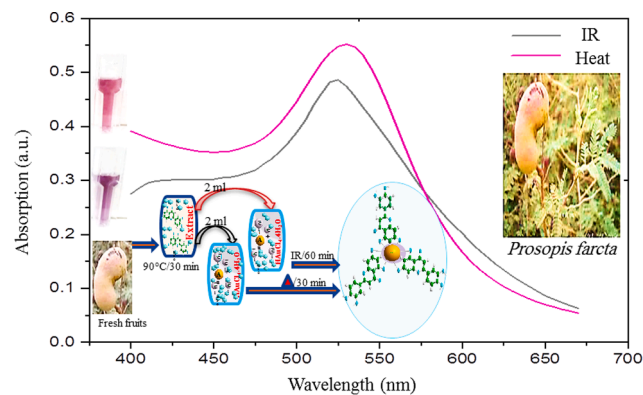 0.6
0.5
0.4
0.3
0.2
0.1
0.0
Absorption (a.u.)
IR
Heat
2 ml
2 ml
Extract
90°C/30 min
IR/60 min
/30 min
Fresh fruits
Prosopis farcta
400
450
500
550
600
650
700
Wavelength (nm)